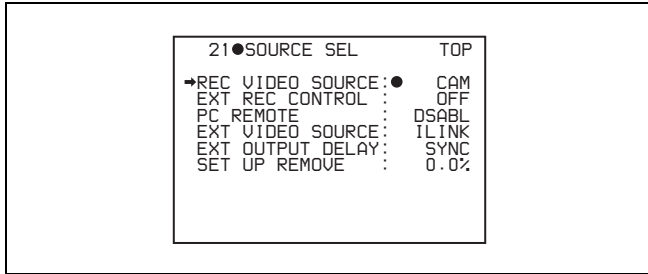 21●SOURCE SEL TOP
➡REC VIDEO SOURCE:● CAM
EXT REC CONTROL : OFF
PC REMOTE : DSABL
EXT VIDEO SOURCE: ILINK
EXT OUTPUT DELAY: SYNC
SET UP REMOVE : 0.0%